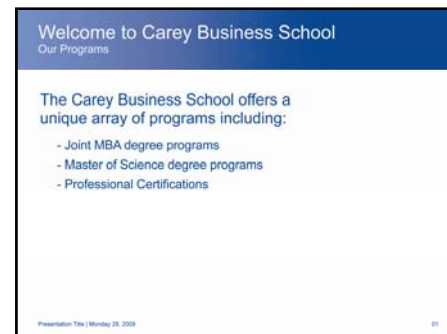 Welcome to Carey Business School
Our Programs
The Carey Business School offers a
unique array of programs including:
- Joint MBA degree programs
- Master of Science degree programs
- Professional Certifications
Presentation Title | Monday 28, 2009
01